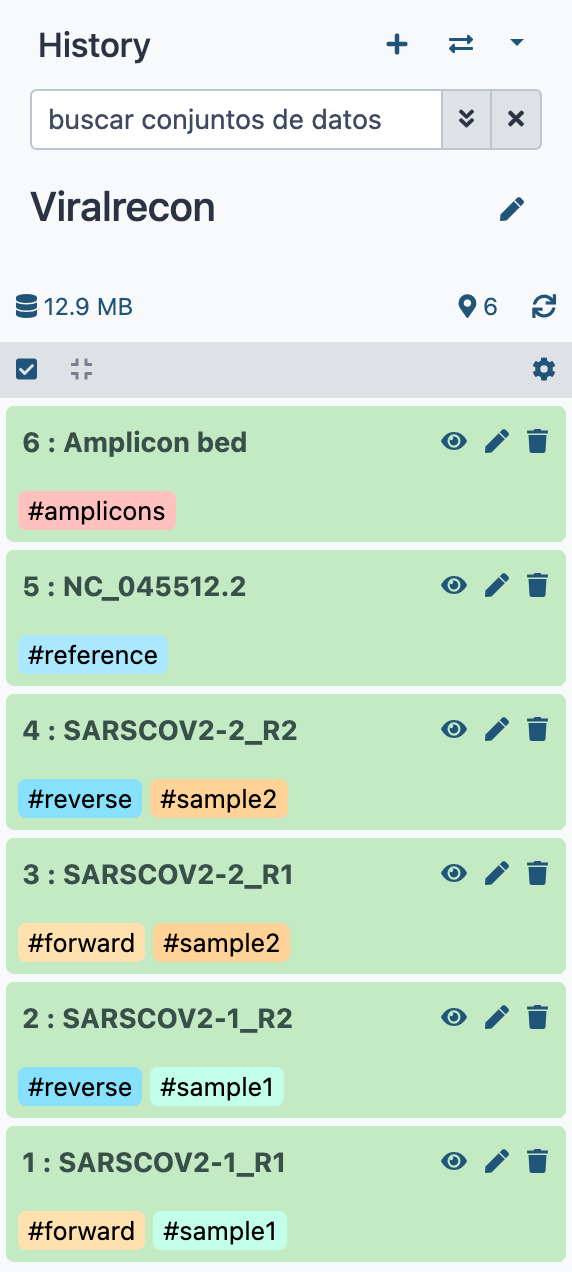 History
buscar conjuntos de datos
Viralrecon
12.9 MB 6
6 : Amplicon bed
#amplicons
5 : NC_045512.2
#reference
4 : SARSCOV2-2_R2
#reverse #sample2
3 : SARSCOV2-2_R1
#forward #sample2
2 : SARSCOV2-1_R2
#reverse #sample1
1 : SARSCOV2-1_R1
#forward #sample1